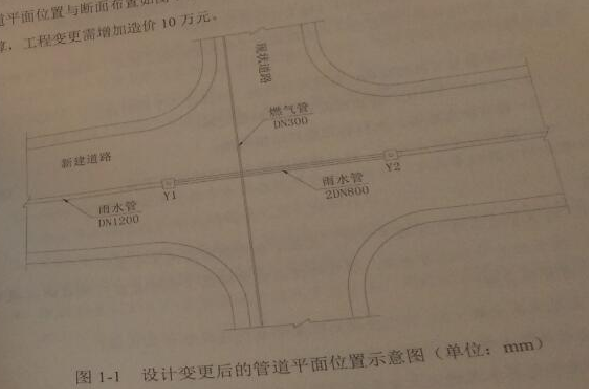 道平面位置与断面布置如图
工程变更需增加造价 10 万元。
现状道路
燃气管
DN300
新建道路
雨水管
DN1200
Y1
雨水管
2DN800
Y2
图 1-1 设计变更后的管道平面位置示意图（单位：mm）